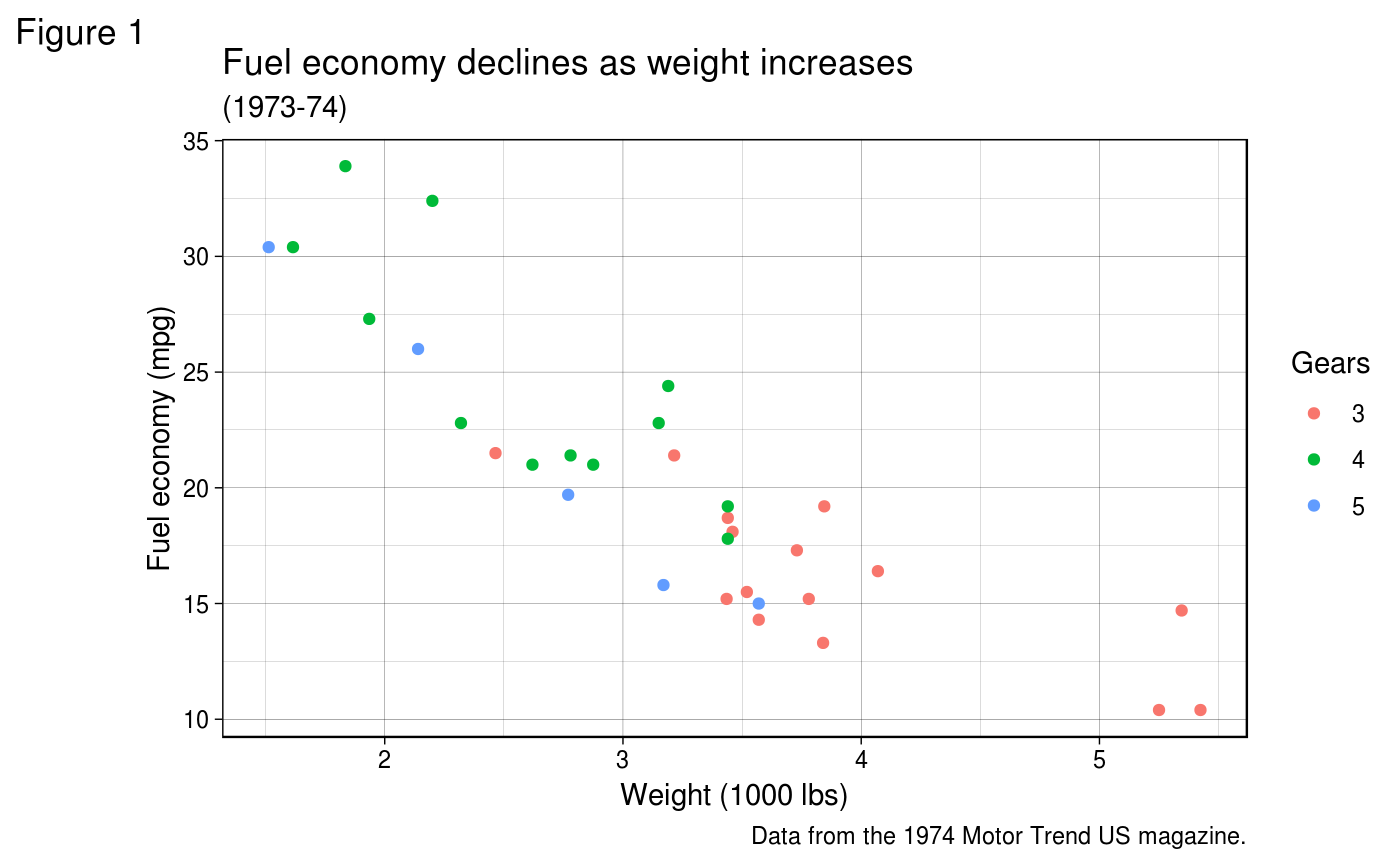 Figure 1
Fuel economy declines as weight increases
(1973-74)
35
30
25
20
15
10
Fuel economy (mpg)
2
3
4
5
Weight (1000 lbs)
Gears
3
4
5
Data from the 1974 Motor Trend US magazine.